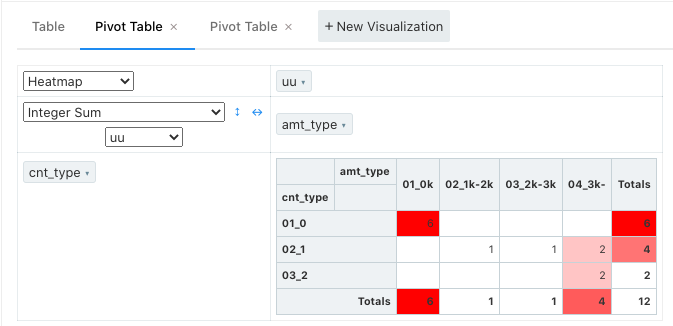 Table Pivot Table × Pivot Table × + New Visualization
Heatmap uu ▾
Integer Sum ↕ ↔ amt_type ▾
uu
cnt_type ▾
amt_type 01_0k 02_1k-2k 03_2k-3k 04_3k- Totals
cnt_type
01_0 6 6
02_1 1 1 2 4
03_2 2 2
Totals 6 1 1 4 12